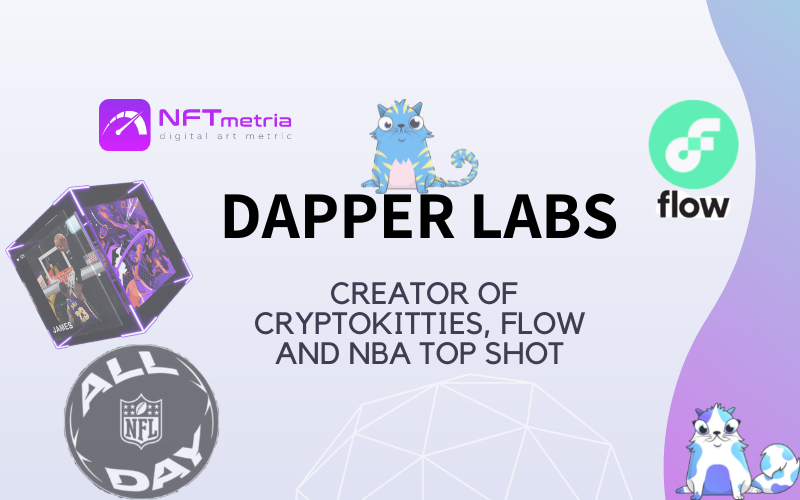 NFTmetria
digital art metric
flow
DAPPER LABS
CREATOR OF
CRYPTOKITTIES, FLOW
AND NBA TOP SHOT
JAMES
23
ALL
NFL
DAY